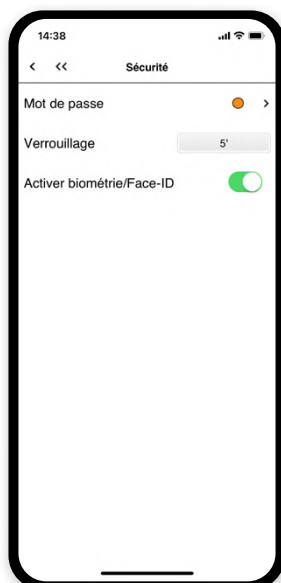 14:38
< << Sécurité
Mot de passe >
Verrouillage 5'
Activer biométrie/Face-ID